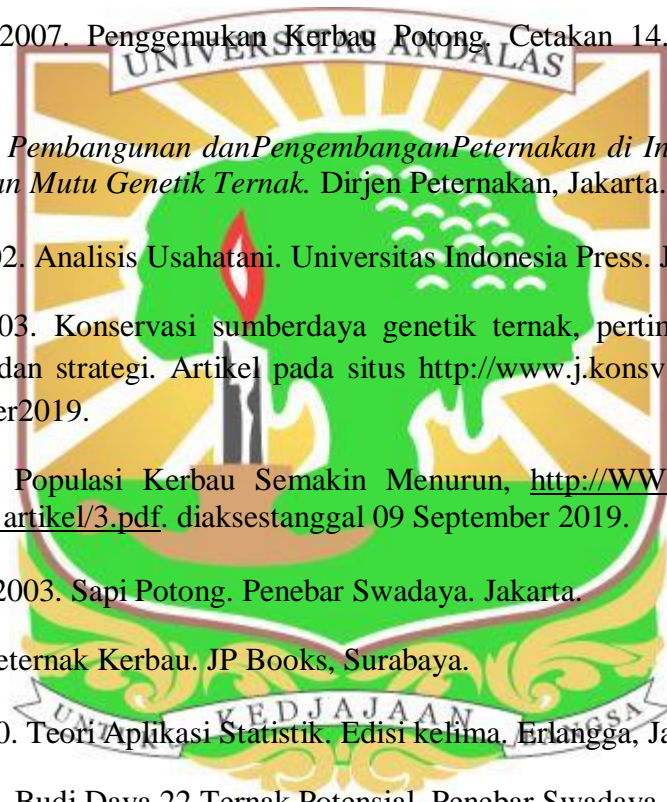 2007. Penggemukan Kerbau Potong. Cetakan 14.
UNIVERSITAS ANDALAS
Pembangunan danPengembanganPeternakan di In
an Mutu Genetik Ternak. Dirjen Peternakan, Jakarta.
02. Analisis Usahatani. Universitas Indonesia Press. J
03. Konservasi sumberdaya genetik ternak, pertin
dan strategi. Artikel pada situs http://www.j.konsv
er2019.
Populasi Kerbau Semakin Menurun, http://WW
artikel/3.pdf. diaksestanggal 09 September 2019.
2003. Sapi Potong. Penebar Swadaya. Jakarta.
eternak Kerbau. JP Books, Surabaya.
UNTUK KEDJAJAAN BANGSA
0. Teori Aplikasi Statistik. Edisi kelima. Erlangga, Ja
Budi Daya 22 Ternak Potensial. Penebar Swadaya